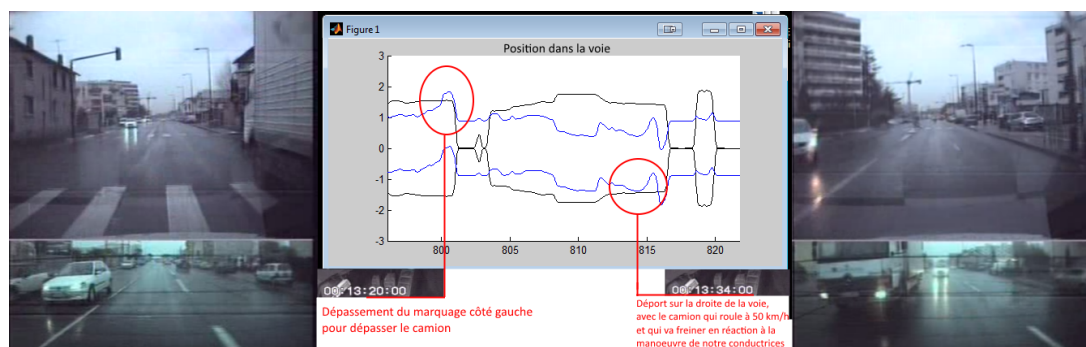 Figure 1
Position dans la voie
3
2
1
0
-1
-2
-3
800
805
810
816
820
00:13:20:00
00:13:34:00
Dépassement du marquage côté gauche
pour dépasser le camion
Déport sur la droite de la voie,
avec le camion qui roule à 50 km/h
et qui va freiner en réaction à la
manoeuvre de notre conductrices